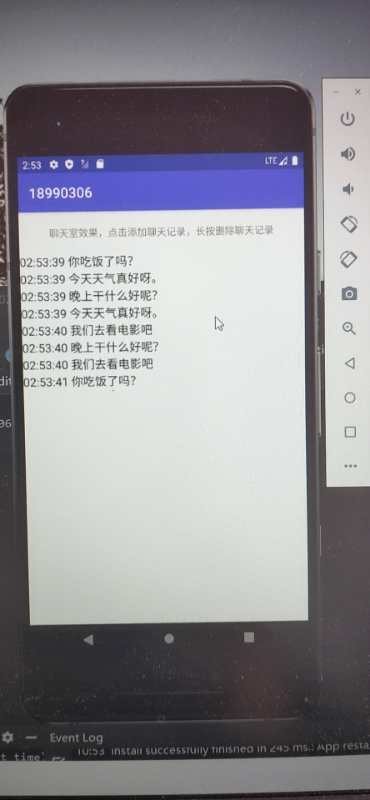 2:53
LTE
18990306
聊天室效果，点击添加聊天记录，长按删除聊天记录
02:53:39 你吃饭了吗？
02:53:39 今天天气真好呀。
02:53:39 晚上干什么好呢？
02:53:39 今天天气真好呀。
02:53:40 我们去看电影吧
02:53:40 晚上干什么好呢？
02:53:40 我们去看电影吧
02:53:41 你吃饭了吗？
Event Log
10:53 Install successfully finished in 245 ms.: App resta
t time`